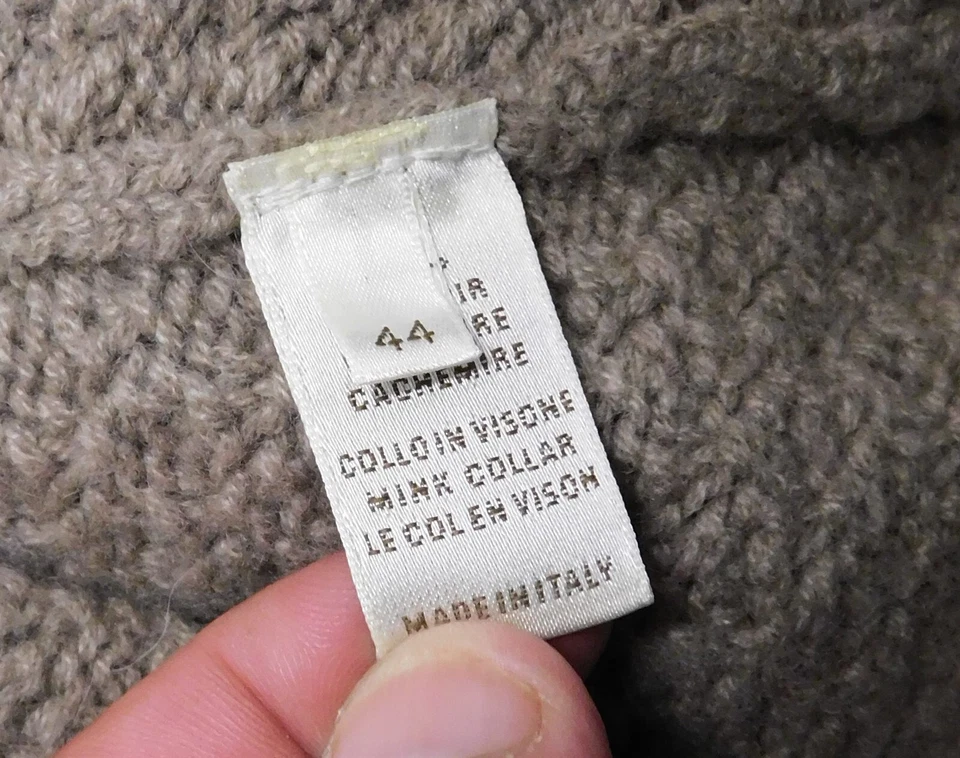 44
CACHEMIRE
COLLO IN VISONE
MINK COLLAR
LE COL EN VISON
MADE IN ITALY